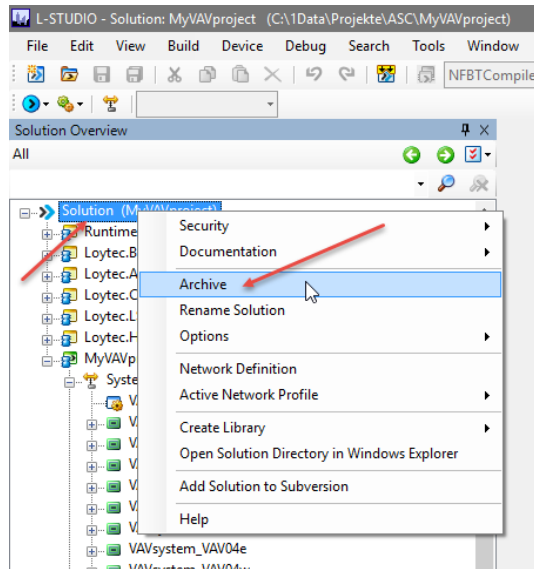 L-STUDIO - Solution: MyVAVproject (C:\1Data\Projekte\ASC\MyVAVproject)
File Edit View Build Device Debug Search Tools Window
NFBTCompile
Solution Overview
All
Solution (MyVAVproject)
Runtime
Loytec.B
Loytec.A
Loytec.C
Loytec.L
Loytec.H
MyVAVp
Syste
V
V
V
V
V
V
V
VAVsystem_VAV04e
VAVsystem_VAV04w
Security
Documentation
Archive
Rename Solution
Options
Network Definition
Active Network Profile
Create Library
Open Solution Directory in Windows Explorer
Add Solution to Subversion
Help